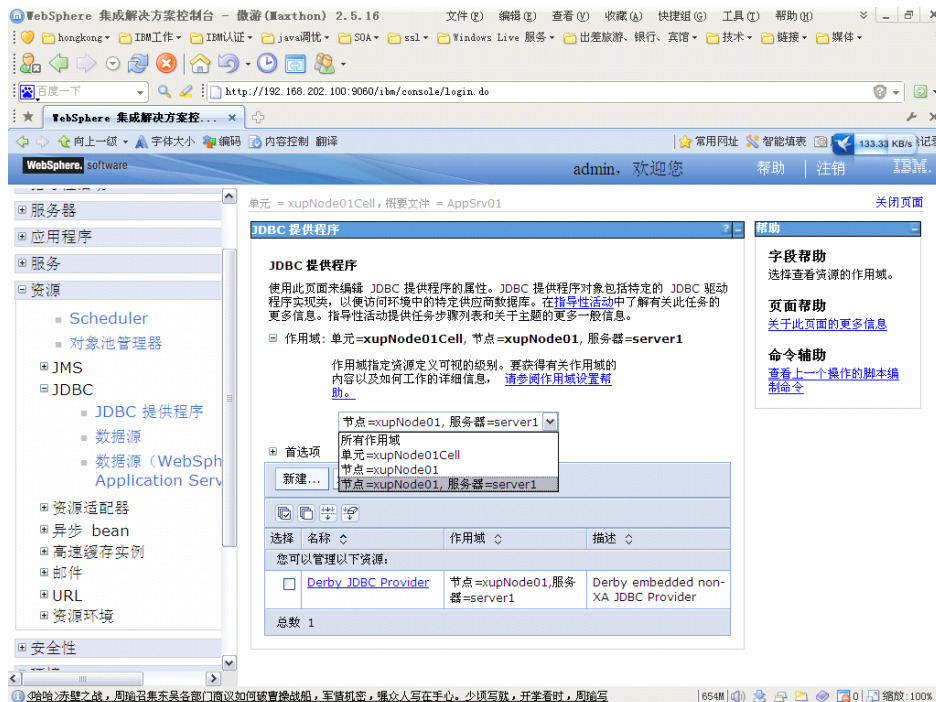 WebSphere 集成解决方案控制台 - 傲游(Maxthon) 2.5.16
文件(F) 编辑(E) 查看(V) 收藏(A) 快捷组(G) 工具(T) 帮助(H)
hongkong IBM工作 IBM认证 java调优 SOA ssl Windows Live 服务 出差旅游、银行、宾馆 技术 链接 媒体
百度一下 http://192.168.202.100:9060/ibm/console/login.do
WebSphere 集成解决方案控...
向上一级 字体大小 编码 内容控制 翻译 常用网址 智能填表 133.33 KB/s
WebSphere. software admin, 欢迎您 帮助 注销 IBM.
服务器
应用程序
服务
资源
Scheduler
对象池管理器
JMS
JDBC
JDBC 提供程序
数据源
数据源（WebSph
Application Serv
资源适配器
异步 bean
高速缓存实例
邮件
URL
资源环境
安全性
单元 = xupNode01Cell，概要文件 = AppSrv01
关闭页面
JDBC 提供程序 ? -
JDBC 提供程序
使用此页面来编辑 JDBC 提供程序的属性。JDBC 提供程序对象包括特定的 JDBC 驱动
程序实现类，以便访问环境中的特定供应商数据库。在指导性活动中了解有关此任务的
更多信息。指导性活动提供任务步骤列表和关于主题的更多一般信息。
作用域: 单元=xupNode01Cell, 节点=xupNode01, 服务器=server1
作用域指定资源定义可视的级别。要获得有关作用域的
内容以及如何工作的详细信息， 请参阅作用域设置帮
助。
节点=xupNode01, 服务器=server1
所有作用域
单元=xupNode01Cell
节点=xupNode01
节点=xupNode01, 服务器=server1
首选项
新建...
选择 名称 作用域 描述
您可以管理以下资源:
Derby JDBC Provider 节点=xupNode01,服务 Derby embedded non-
器=server1 XA JDBC Provider
总数 1
帮助
字段帮助
选择查看资源的作用域。
页面帮助
关于此页面的更多信息
命令辅助
查看上一个操作的脚本编
制命令
哈哈>赤壁之战，周瑜召集东吴各部门商议如何破曹操战船，军情机密，嘱众人写在手心。少顷写就，开掌看时，周瑜写
654M 0 缩放:100%